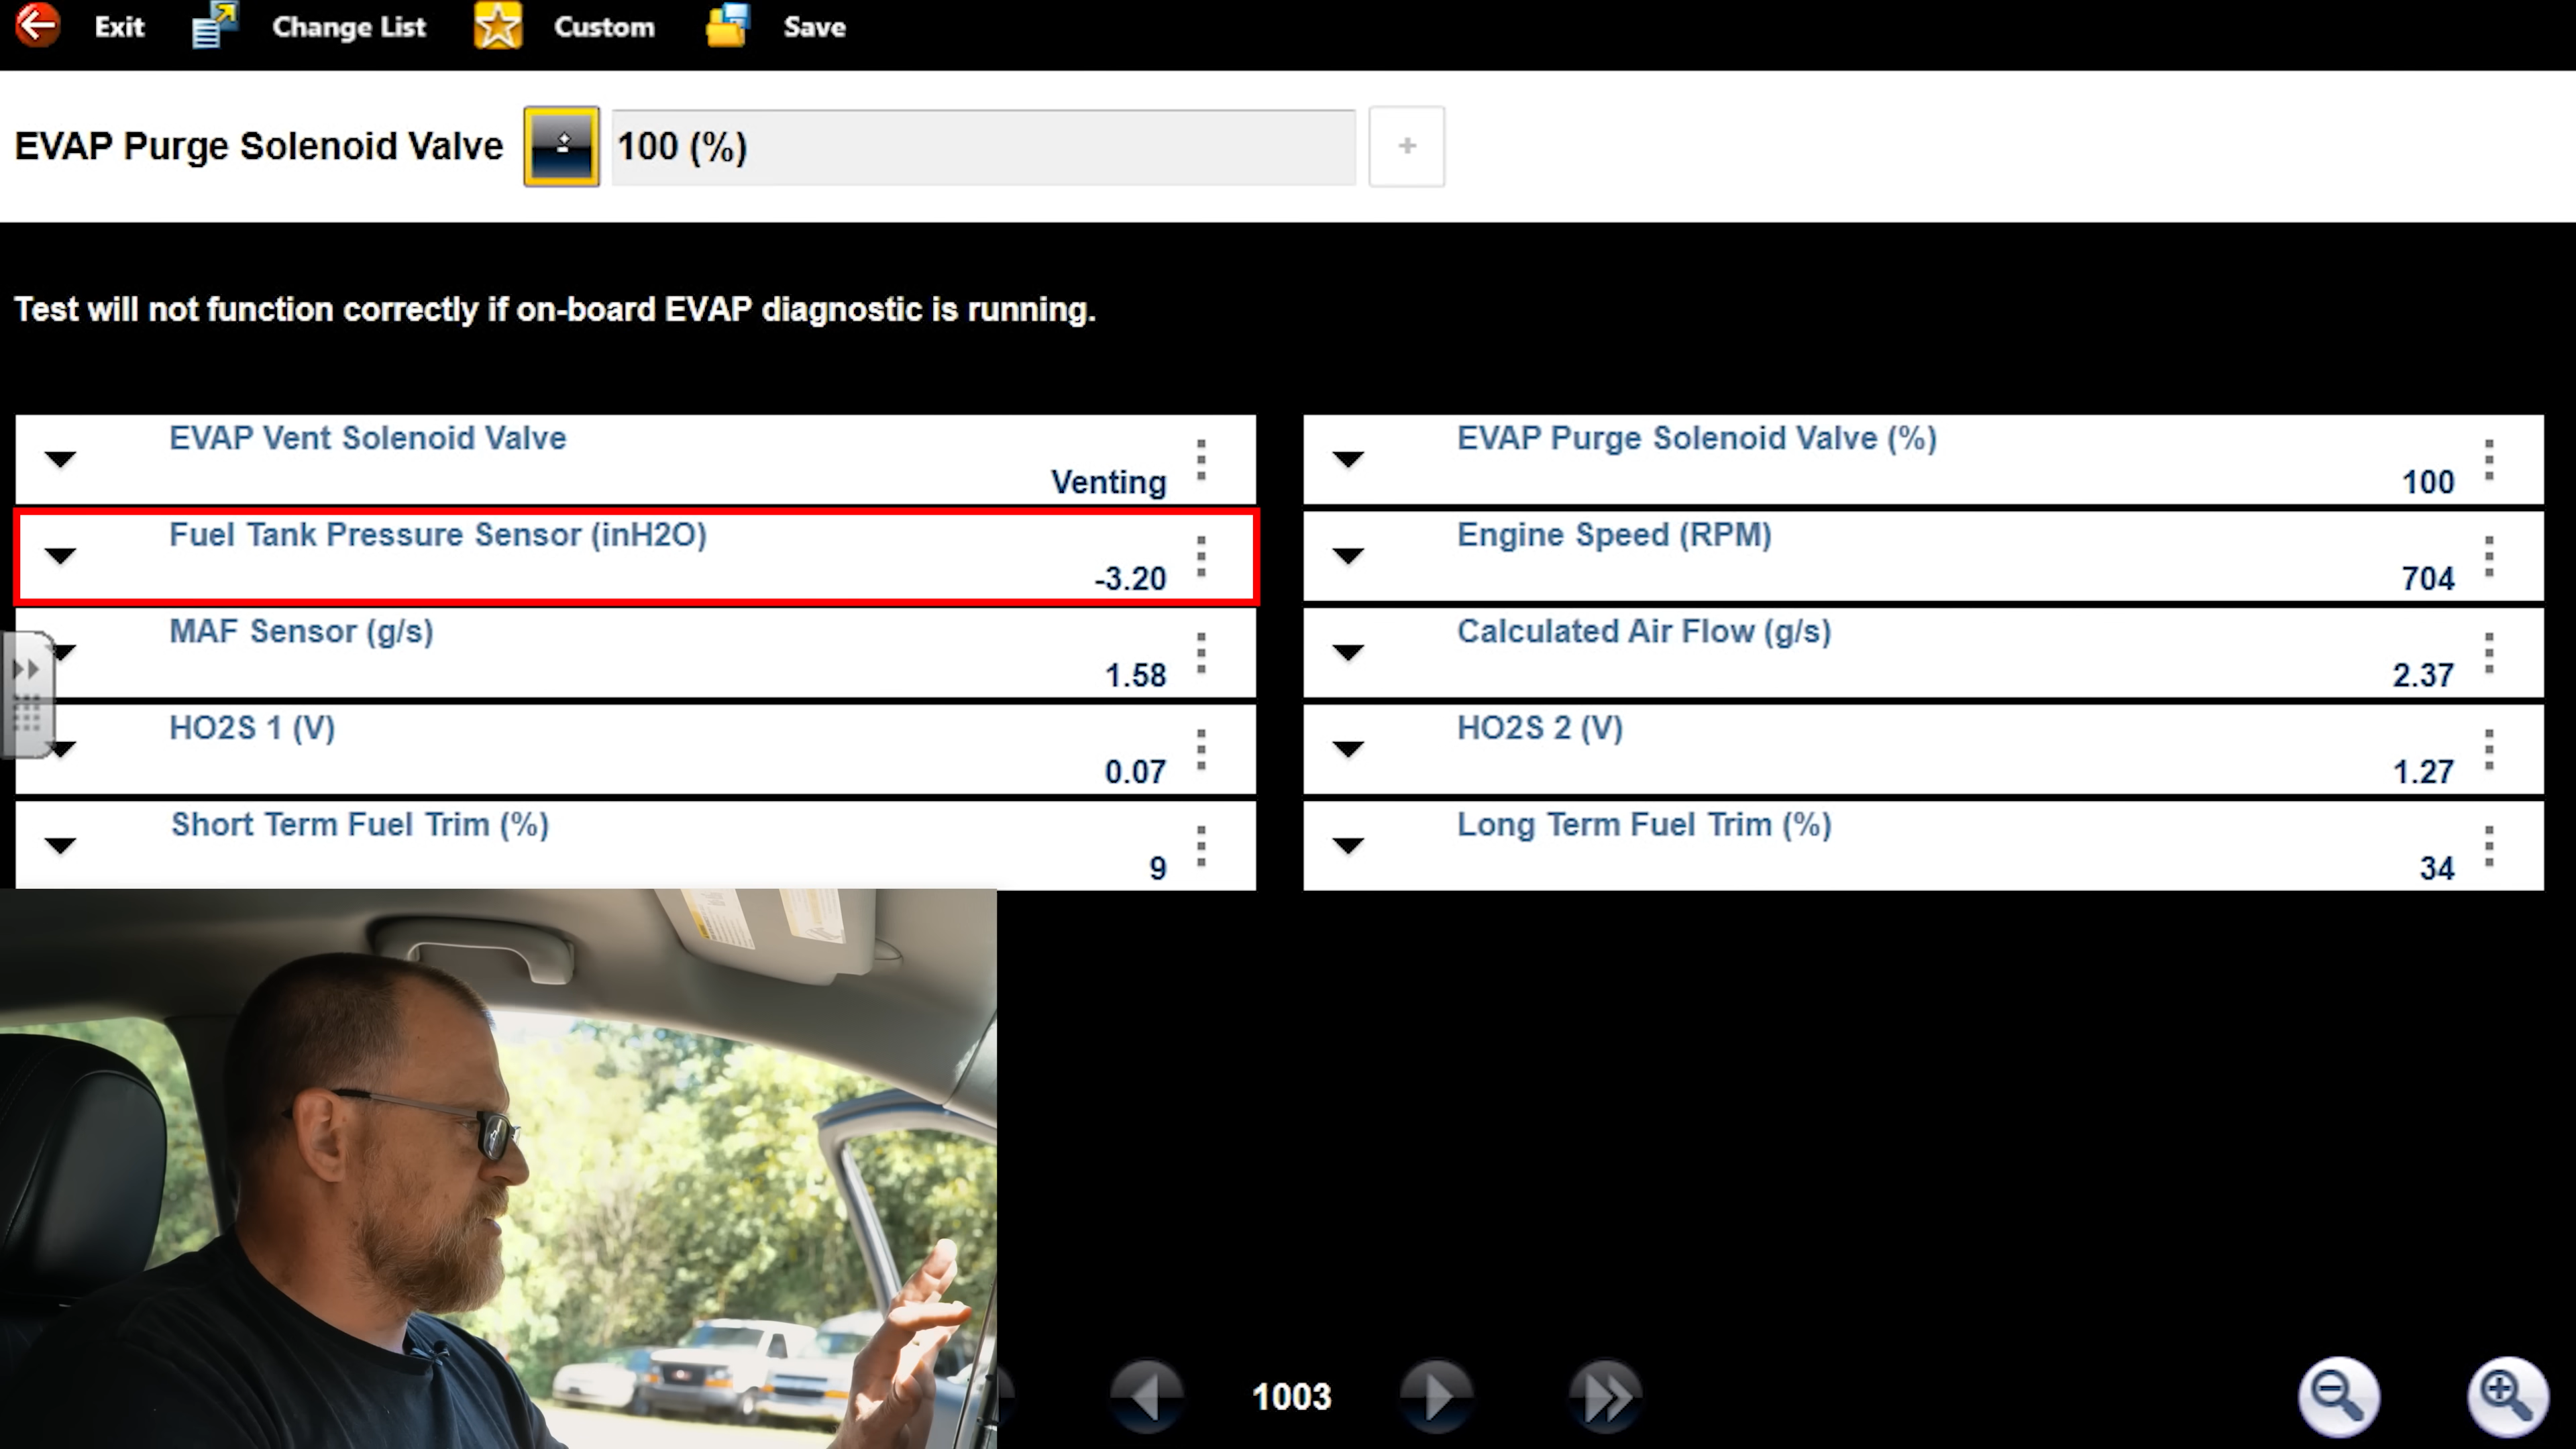 Exit
Change List
Custom
Save
EVAP Purge Solenoid Valve
100 (%)
+
Test will not function correctly if on-board EVAP diagnostic is running.
EVAP Vent Solenoid Valve
Venting
EVAP Purge Solenoid Valve (%)
100
Fuel Tank Pressure Sensor (inH2O)
-3.20
Engine Speed (RPM)
704
MAF Sensor (g/s)
1.58
Calculated Air Flow (g/s)
2.37
HO2S 1 (V)
0.07
HO2S 2 (V)
1.27
Short Term Fuel Trim (%)
9
Long Term Fuel Trim (%)
34
1003